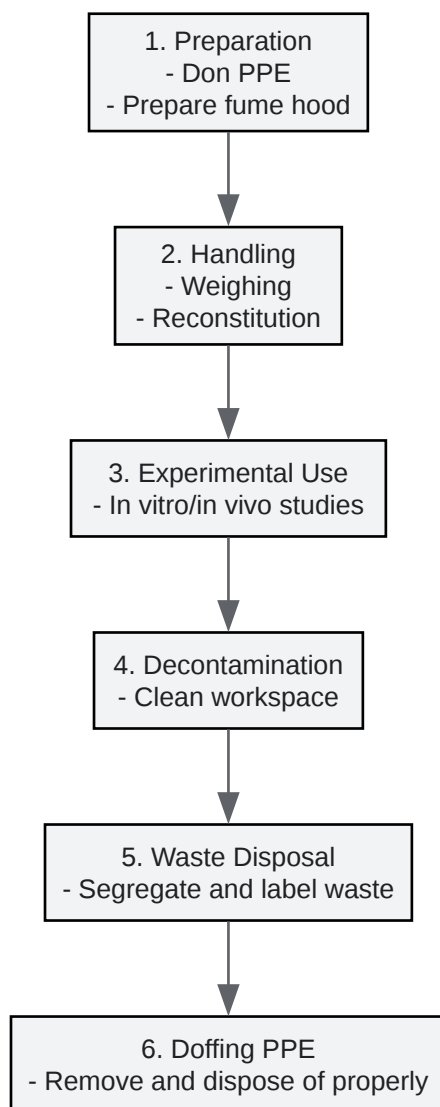 1. Preparation
- Don PPE
- Prepare fume hood
2. Handling
- Weighing
- Reconstitution
3. Experimental Use
- In vitro/in vivo studies
4. Decontamination
- Clean workspace
5. Waste Disposal
- Segregate and label waste
6. Doffing PPE
- Remove and dispose of properly